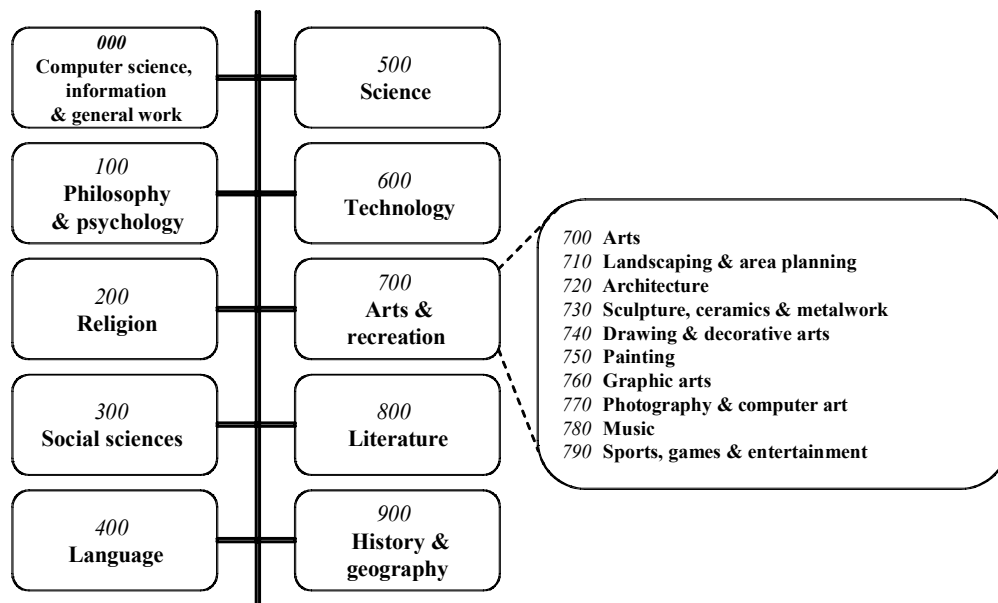 000
Computer science,
information
& general work
500
Science
100
Philosophy
& psychology
600
Technology
200
Religion
700
Arts &
recreation
300
Social sciences
800
Literature
400
Language
900
History &
geography
700 Arts
710 Landscaping & area planning
720 Architecture
730 Sculpture, ceramics & metalwork
740 Drawing & decorative arts
750 Painting
760 Graphic arts
770 Photography & computer art
780 Music
790 Sports, games & entertainment